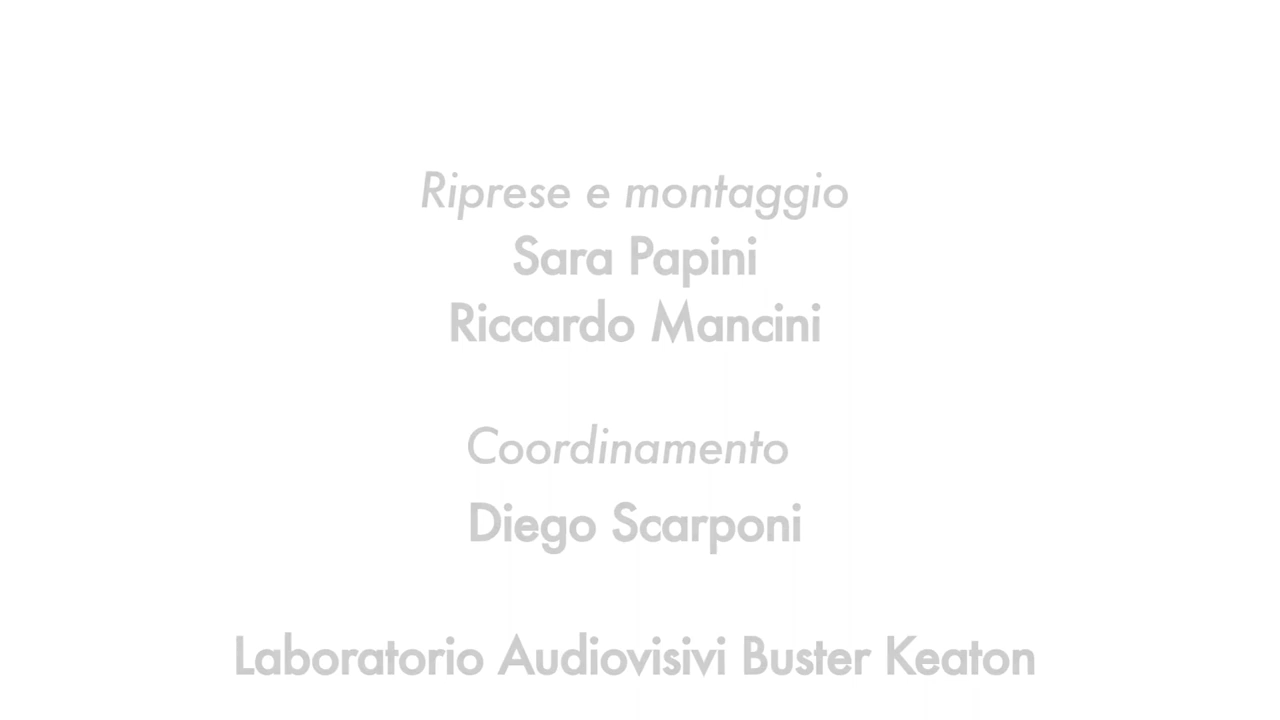 Riprese e montaggio
Sara Papini
Riccardo Mancini
Coordinamento
Diego Scarponi
Laboratorio Audiovisivi Buster Keaton